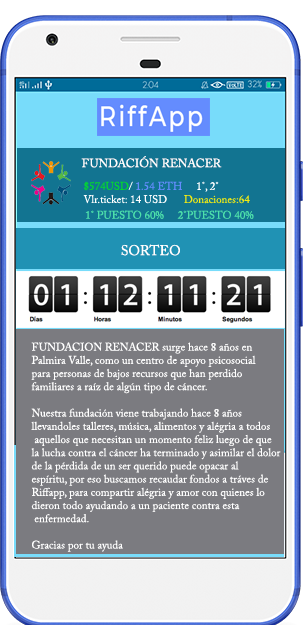 2:04
VOLTE
32%
RiffApp
FUNDACIÓN RENACER
$574USD/ 1.54 ETH 1°, 2°
Vlr.ticket: 14 USD Donaciones:64
1° PUESTO 60% 2°PUESTO 40%
SORTEO
01:12:11:21
Días Horas Minutos Segundos
FUNDACION RENACER surge hace 8 años en
Palmira Valle, como un centro de apoyo psicosocial
para personas de bajos recursos que han perdido
familiares a raíz de algún tipo de cáncer.
Nuestra fundación viene trabajando hace 8 años
llevandoles talleres, música, alimentos y alégria a todos
aquellos que necesitan un momento feliz luego de que
la lucha contra el cáncer ha terminado y asimilar el dolor
de la pérdida de un ser querido puede opacar al
espíritu, por eso buscamos recaudar fondos a tráves de
Riffapp, para compartir alégria y amor con quienes lo
dieron todo ayudando a un paciente contra esta
enfermedad.
Gracias por tu ayuda